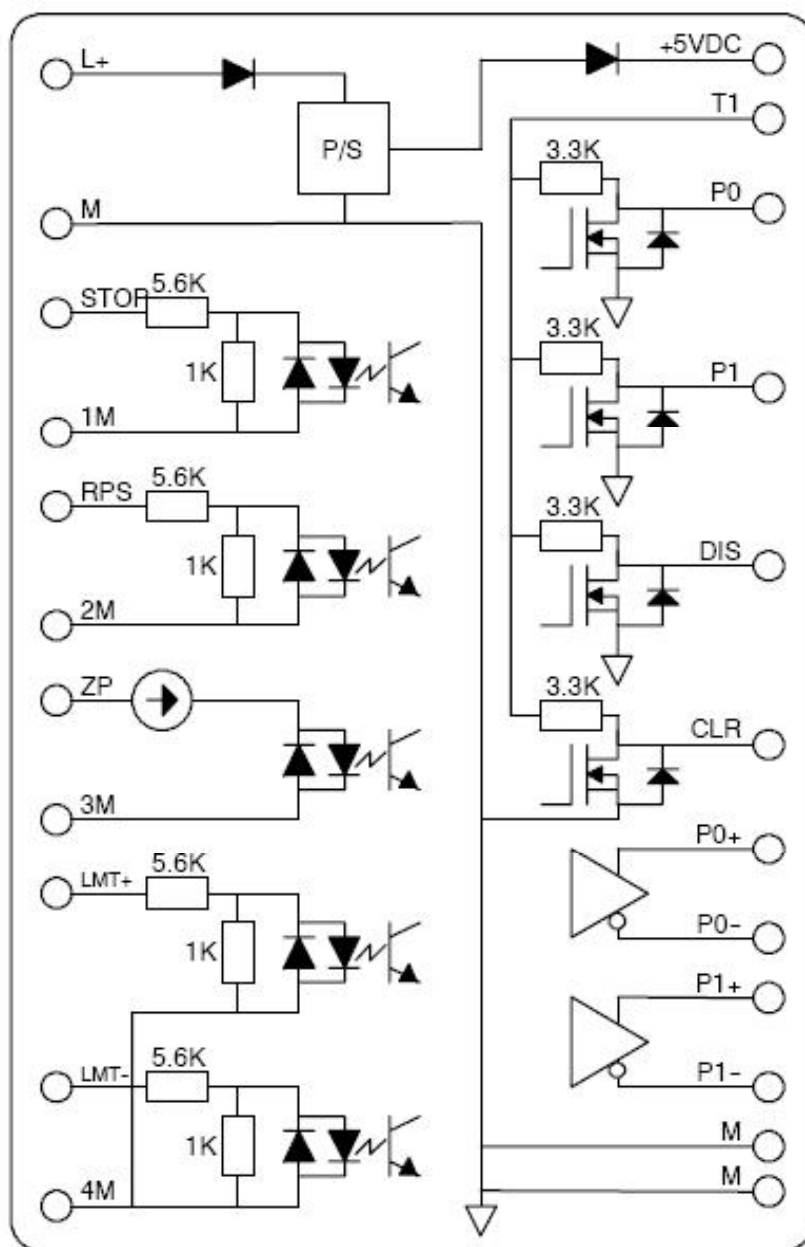 L+
P/S
M
STOP
5.6K
1K
1M
RPS
5.6K
1K
2M
ZP
3M
LMT+
5.6K
1K
LMT-
5.6K
1K
4M
+5VDC
T1
3.3K
P0
3.3K
P1
3.3K
DIS
3.3K
CLR
P0+
P0−
P1+
P1−
M
M